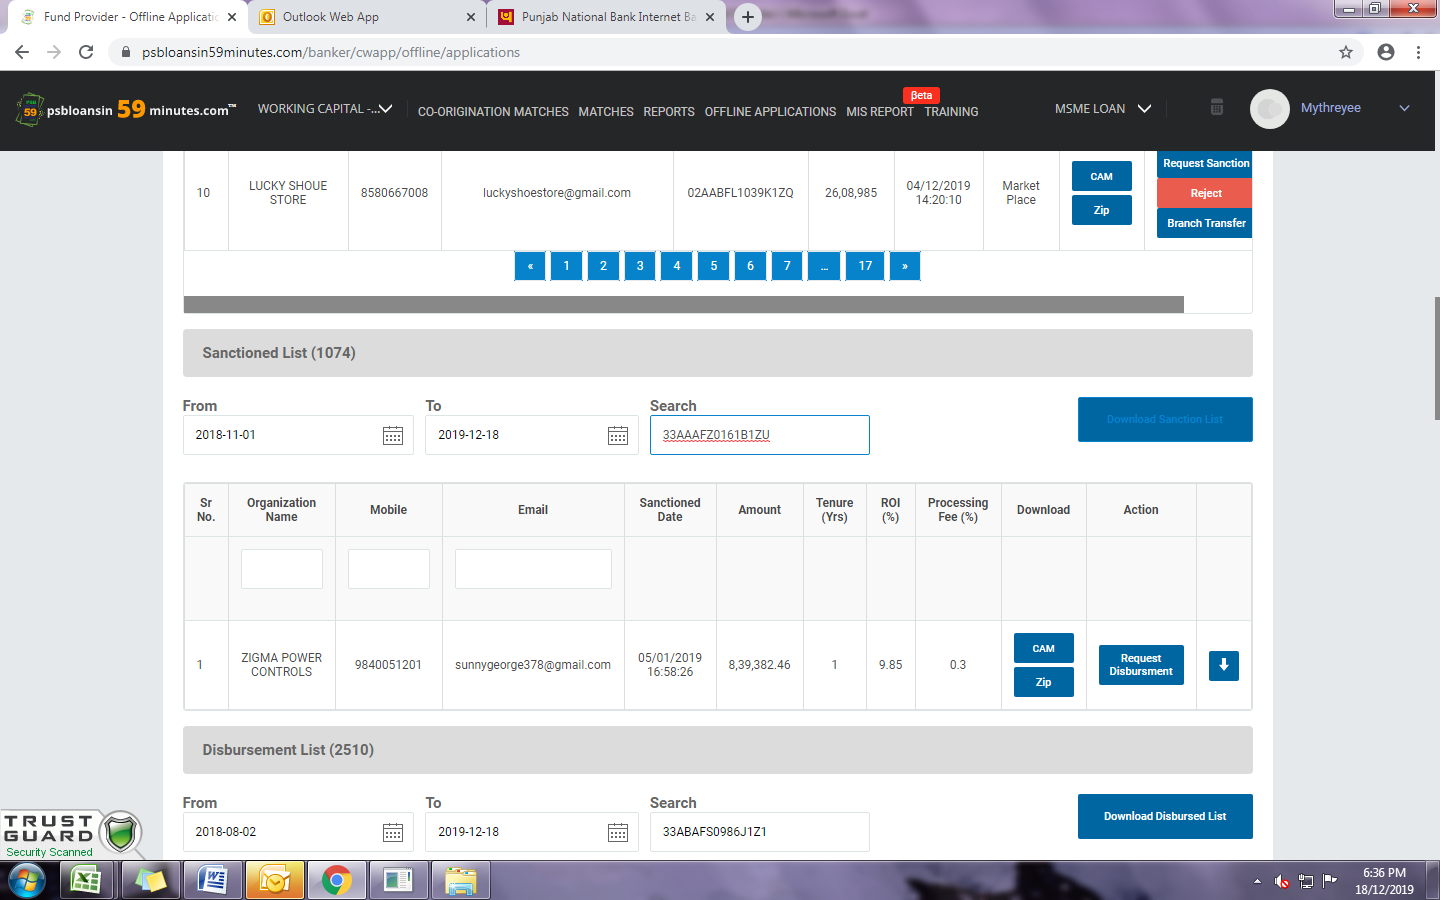 Fund Provider - Offline Applicatio
Outlook Web App
Punjab National Bank Internet Ba
psbloansin59minutes.com/banker/cwapp/offline/applications
psbloansin 59 minutes.com™
WORKING CAPITAL -...
CO-ORIGINATION MATCHES
MATCHES
REPORTS
OFFLINE APPLICATIONS
MIS REPORT
βeta
TRAINING
MSME LOAN
Mythreyee
10
LUCKY SHOUE
STORE
8580667008
luckyshoestore@gmail.com
02AABFL1039K1ZQ
26,08,985
04/12/2019
14:20:10
Market
Place
CAM
Zip
Request Sanction
Reject
Branch Transfer
« 1 2 3 4 5 6 7 ... 17 »
Sanctioned List (1074)
From
To
Search
2018-11-01
2019-12-18
33AAAFZ0161B1ZU
Download Sanction List
Sr
No.
Organization
Name
Mobile
Email
Sanctioned
Date
Amount
Tenure
(Yrs)
ROI
(%)
Processing
Fee (%)
Download
Action
1
ZIGMA POWER
CONTROLS
9840051201
sunnygeorge378@gmail.com
05/01/2019
16:58:26
8,39,382.46
1
9.85
0.3
CAM
Zip
Request
Disbursment
Disbursement List (2510)
From
To
Search
2018-08-02
2019-12-18
33ABAFS0986J1Z1
Download Disbursed List
TRUST
GUARD
Security Scanned
6:36 PM
18/12/2019